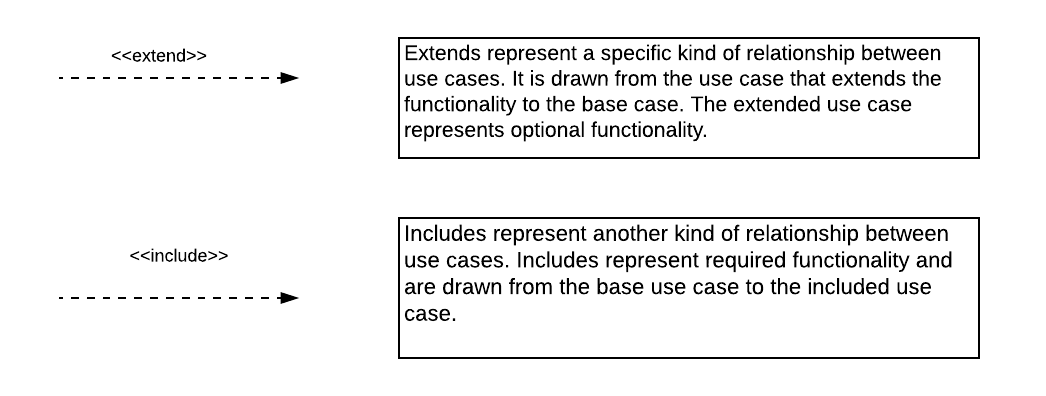 <<extend>>
Extends represent a specific kind of relationship between
use cases. It is drawn from the use case that extends the
functionality to the base case. The extended use case
represents optional functionality.
<<include>>
Includes represent another kind of relationship between
use cases. Includes represent required functionality and
are drawn from the base use case to the included use
case.